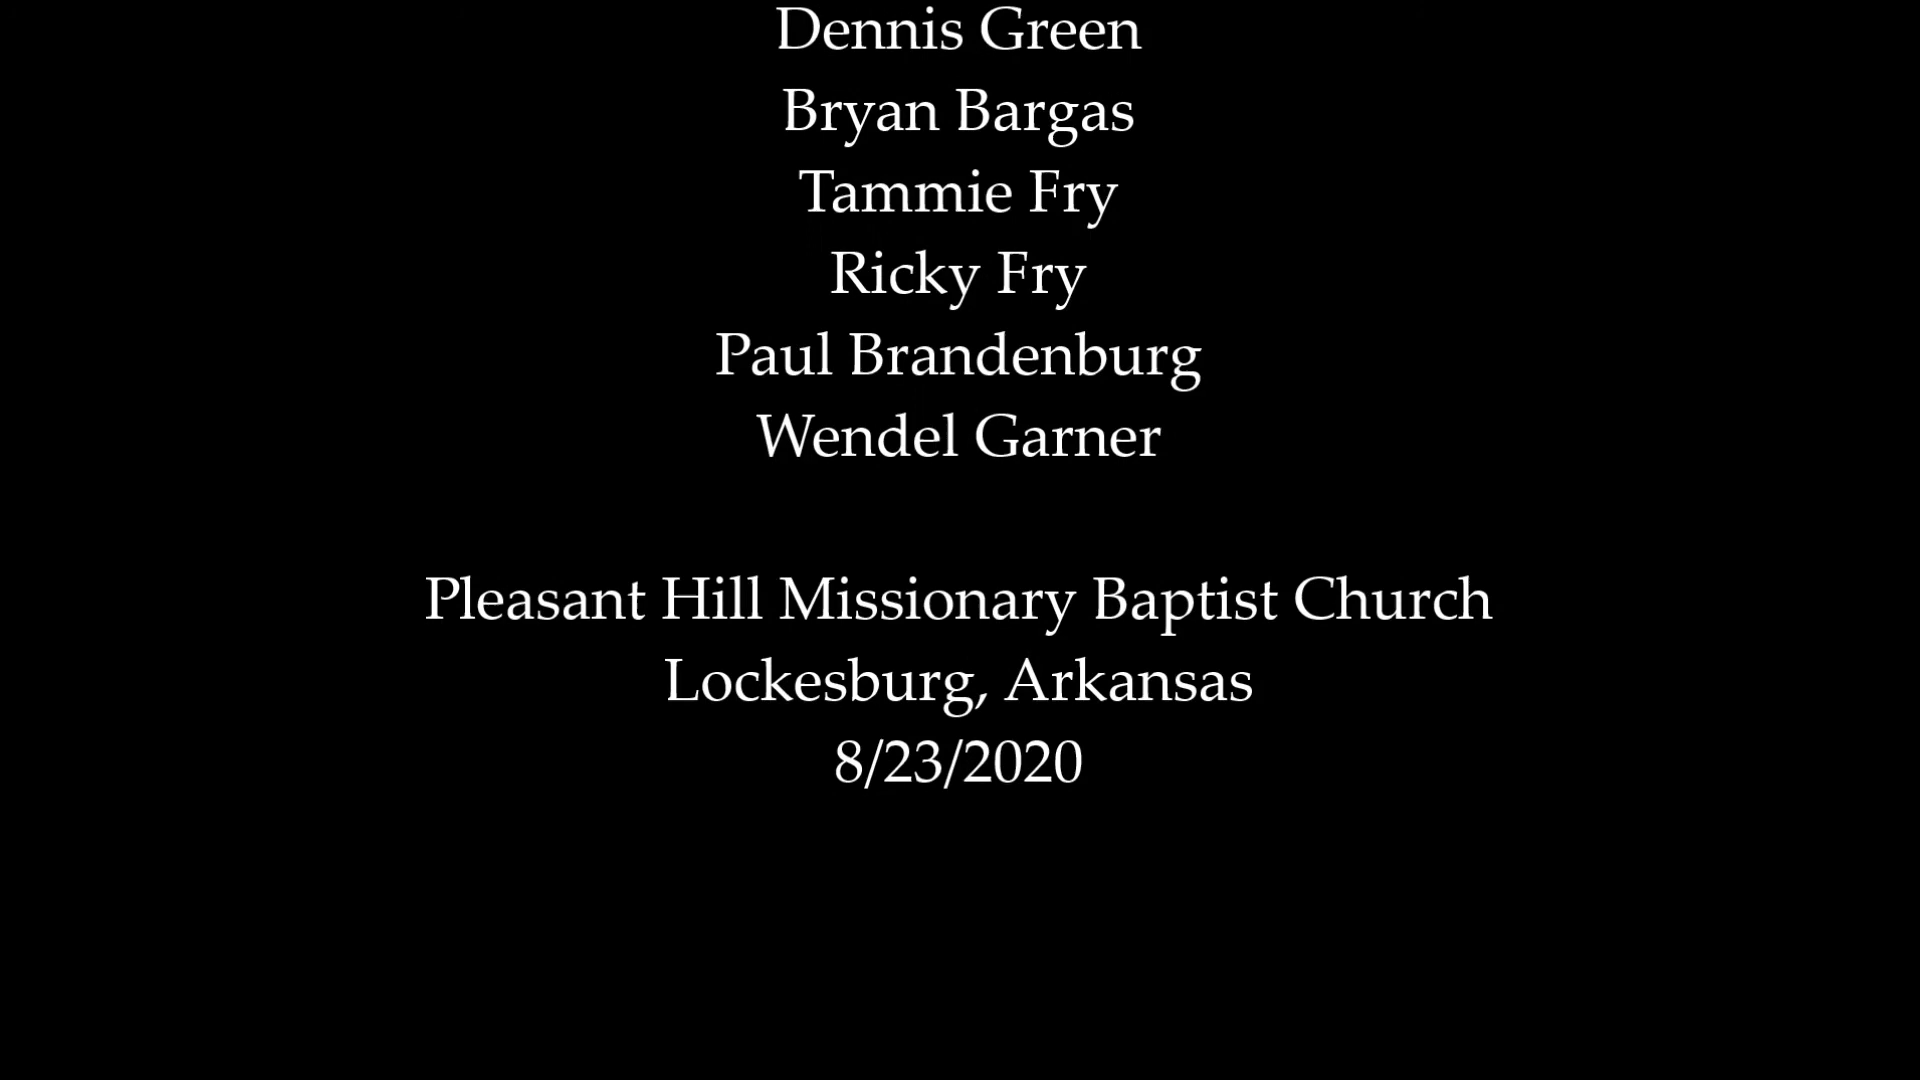 Dennis Green
Bryan Bargas
Tammie Fry
Ricky Fry
Paul Brandenburg
Wendel Garner
Pleasant Hill Missionary Baptist Church
Lockesburg, Arkansas
8/23/2020